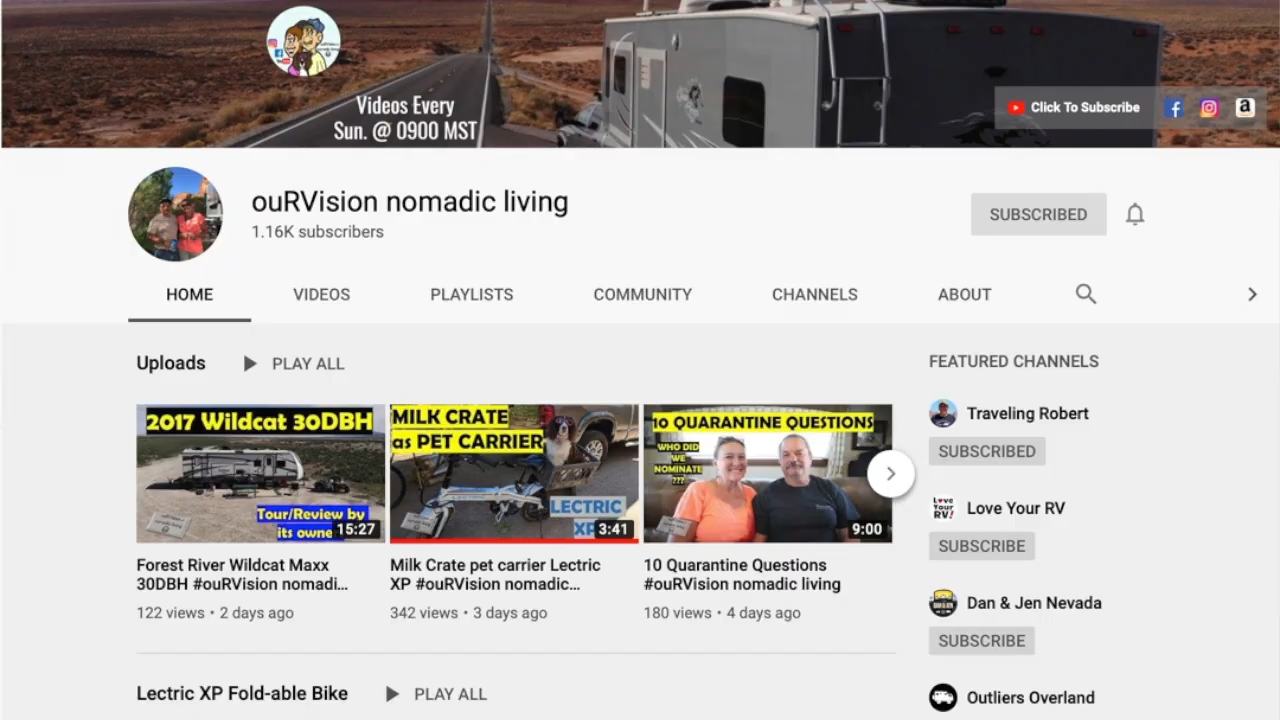 Videos Every
Sun. @ 0900 MST
Click To Subscribe
ouRVision nomadic living
1.16K subscribers
SUBSCRIBED
HOME
VIDEOS
PLAYLISTS
COMMUNITY
CHANNELS
ABOUT
Uploads
PLAY ALL
2017 Wildcat 30DBH
Tour/Review by
its owne
15:27
Forest River Wildcat Maxx
30DBH #ouRVision nomadi...
122 views • 2 days ago
MILK CRATE
as PET CARRIER
LECTRIC
XP
3:41
Milk Crate pet carrier Lectric
XP #ouRVision nomadic...
342 views • 3 days ago
10 QUARANTINE QUESTIONS
WHO DID
WE
NOMINATE
???
9:00
10 Quarantine Questions
#ouRVision nomadic living
180 views • 4 days ago
Lectric XP Fold-able Bike
PLAY ALL
FEATURED CHANNELS
Traveling Robert
SUBSCRIBED
Love
Your
RV!
Love Your RV
SUBSCRIBE
Dan & Jen Nevada
SUBSCRIBE
Outliers Overland